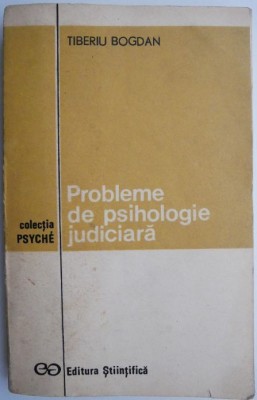 TIBERIU BOGDAN
Probleme
de psihologie
judiciară
colecția
PSYCHÉ
Editura Științifică